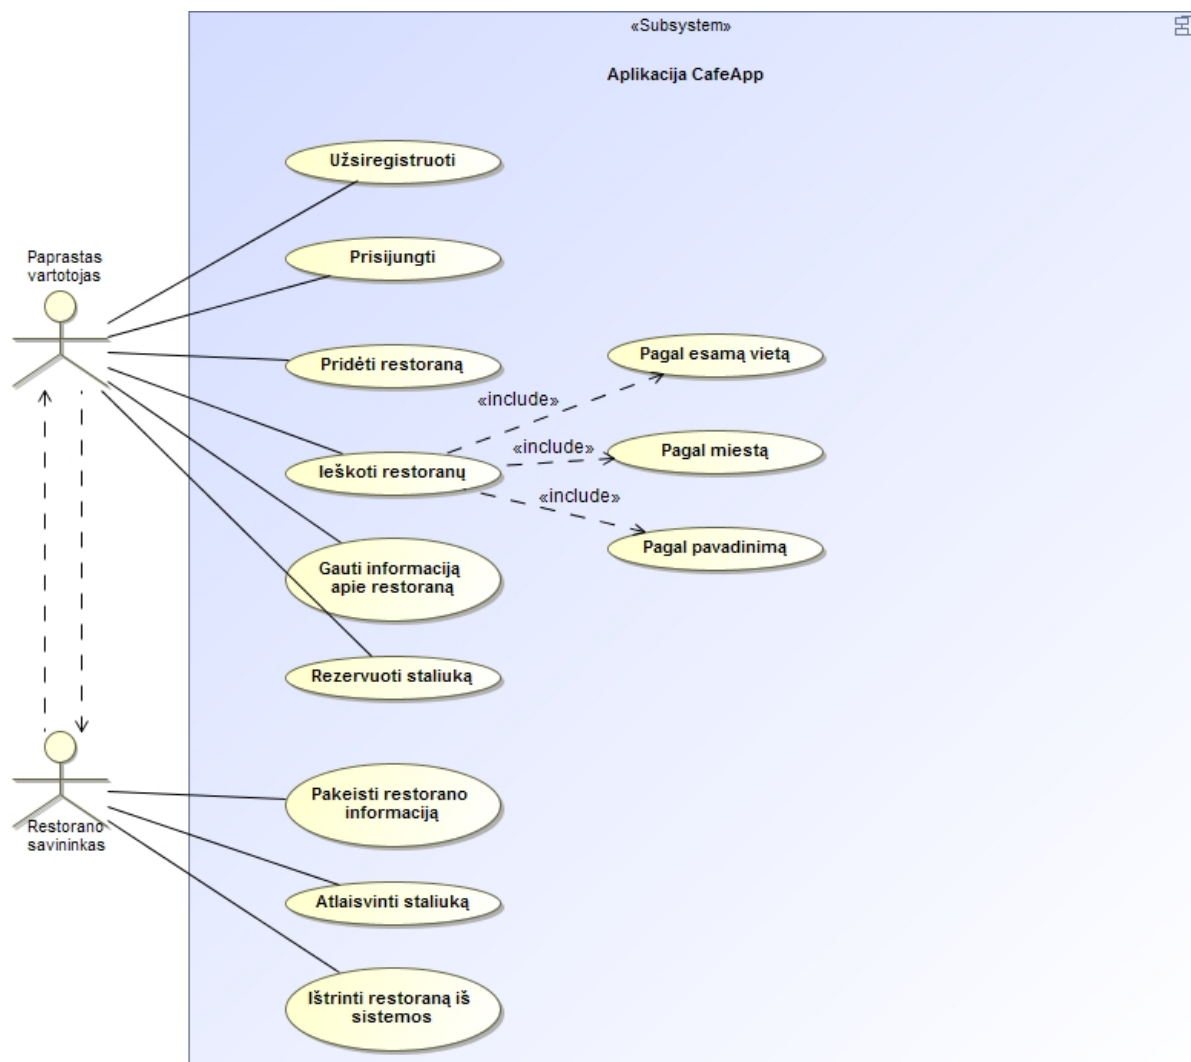 «Subsystem»
Aplikacija CafeApp
Užsiregistruoti
Prisijungti
Paprastas
vartotojas
Pridėti restoraną
Pagal esamą vietą
«include»
Ieškoti restoranų
«include»
Pagal miestą
«include»
Pagal pavadinimą
Gauti informaciją
apie restoraną
Rezervuoti staliuką
Pakeisti restorano
informaciją
Restorano
savininkas
Atlaisvinti staliuką
Ištrinti restoraną iš
sistemos